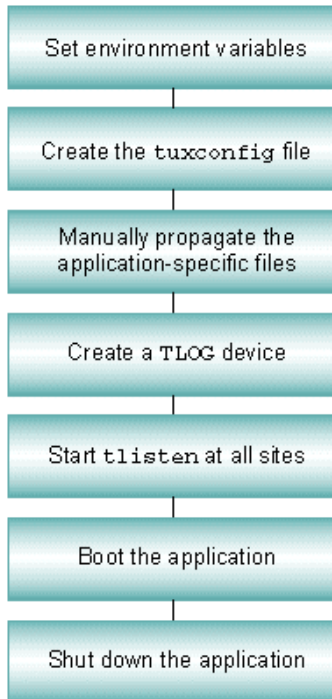 Set environment variables
Create the tuxconfig file
Manually propagate the
application-specific files
Create a TLOG device
Start tlisten at all sites
Boot the application
Shut down the application